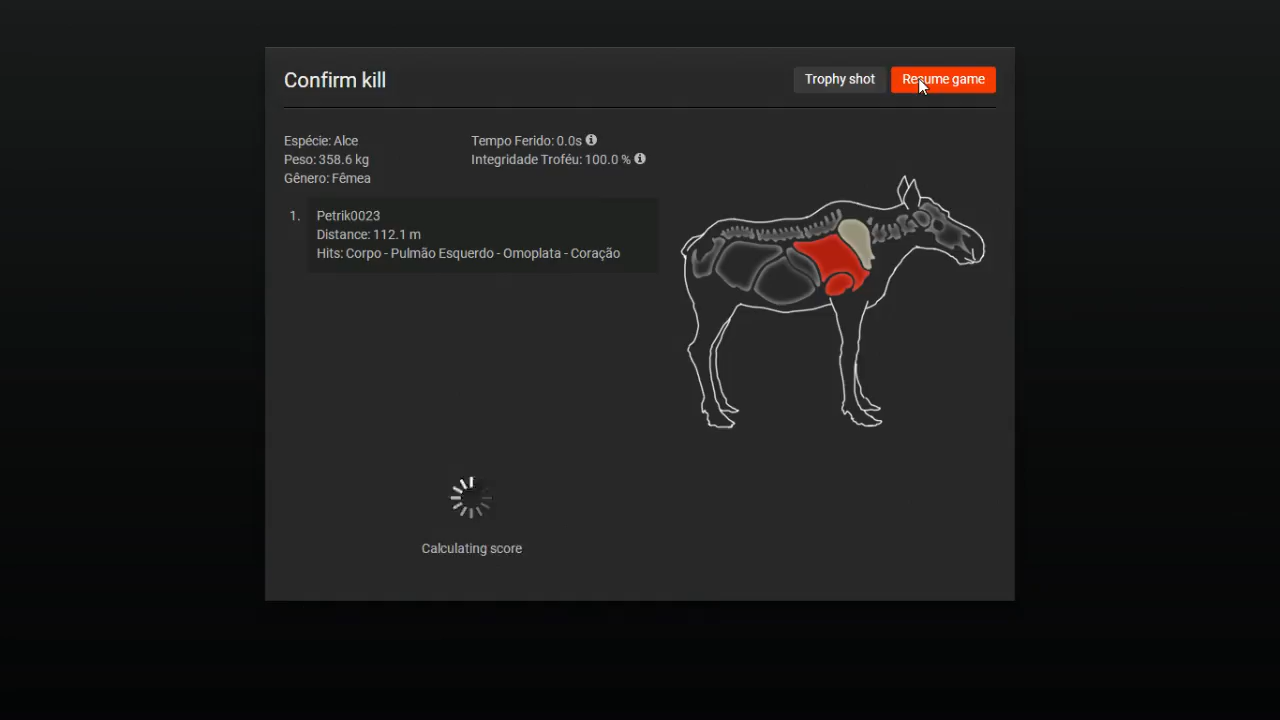 Confirm kill
Trophy shot
Resume game
Espécie: Alce
Peso: 358.6 kg
Gênero: Fêmea
Tempo Ferido: 0.0s
Integridade Troféu: 100.0 %
1. Petrik0023
Distance: 112.1 m
Hits: Corpo - Pulmão Esquerdo - Omoplata - Coração
Calculating score